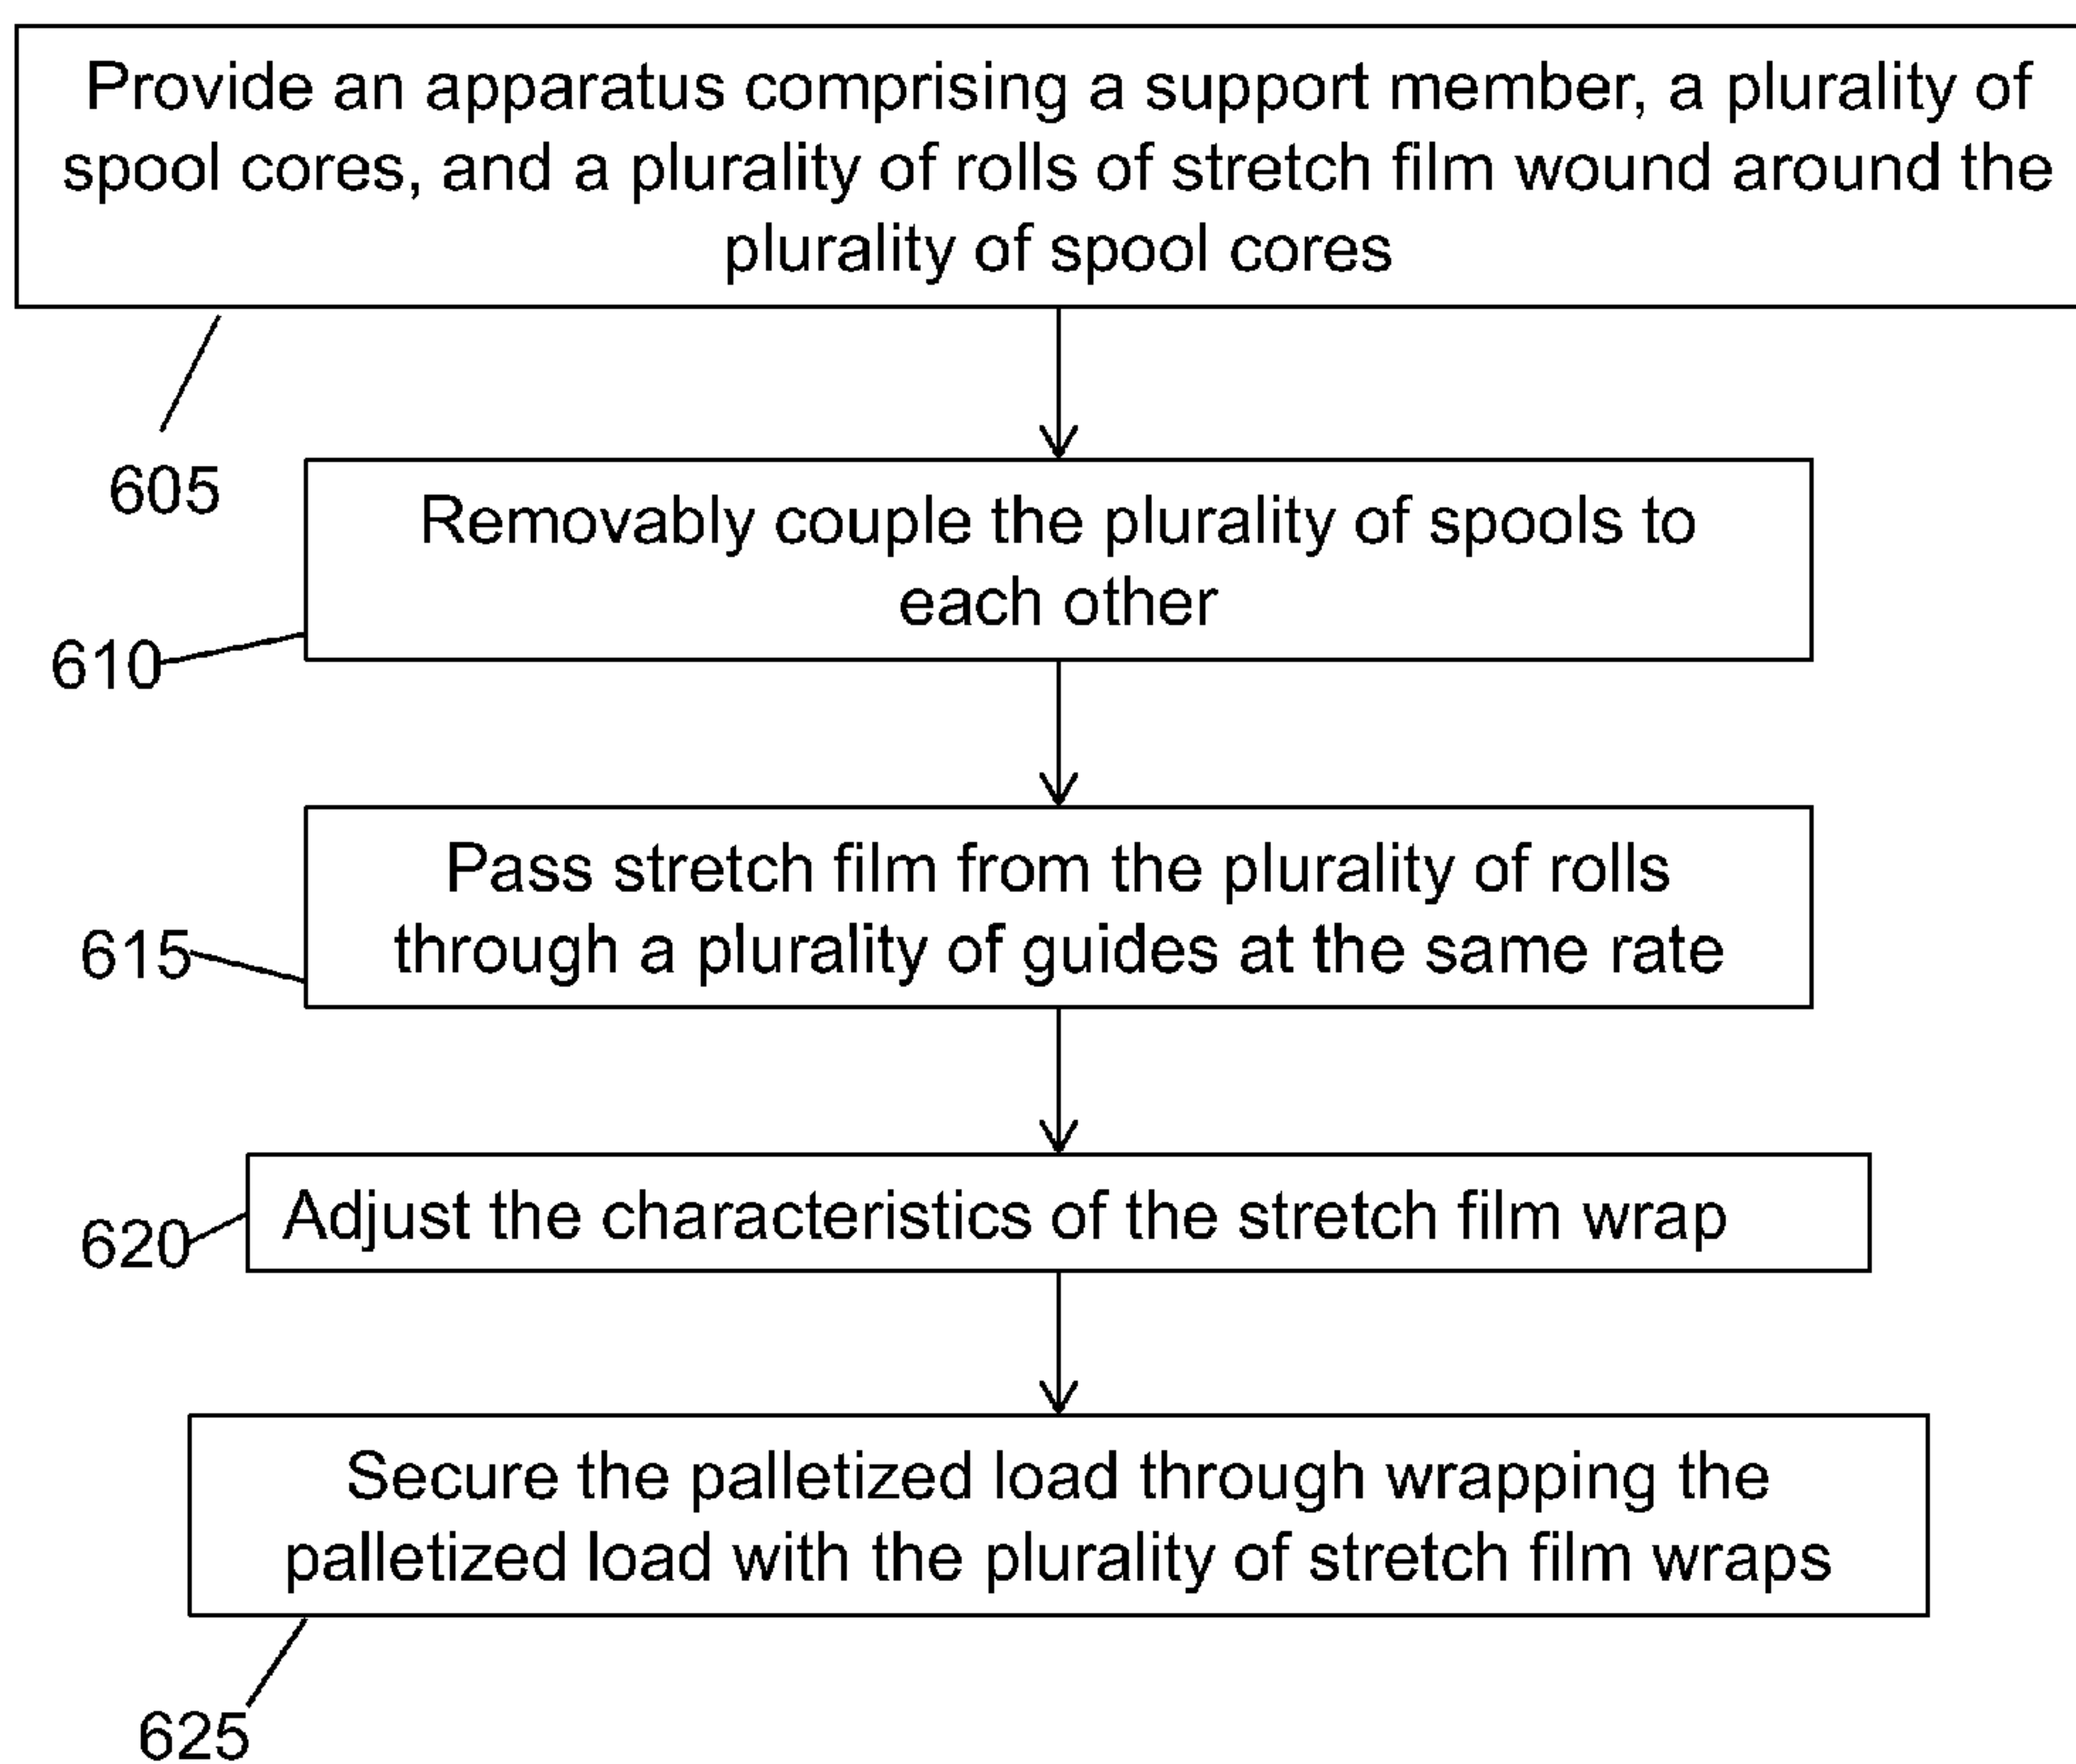 Provide an apparatus comprising a support member, a plurality of
spool cores, and a plurality of rolls of stretch film wound around the
plurality of spool cores
605
Removably couple the plurality of spools to
each other
610
Pass stretch film from the plurality of rolls
through a plurality of guides at the same rate
615
Adjust the characteristics of the stretch film wrap
620
Secure the palletized load through wrapping the
palletized load with the plurality of stretch film wraps
625